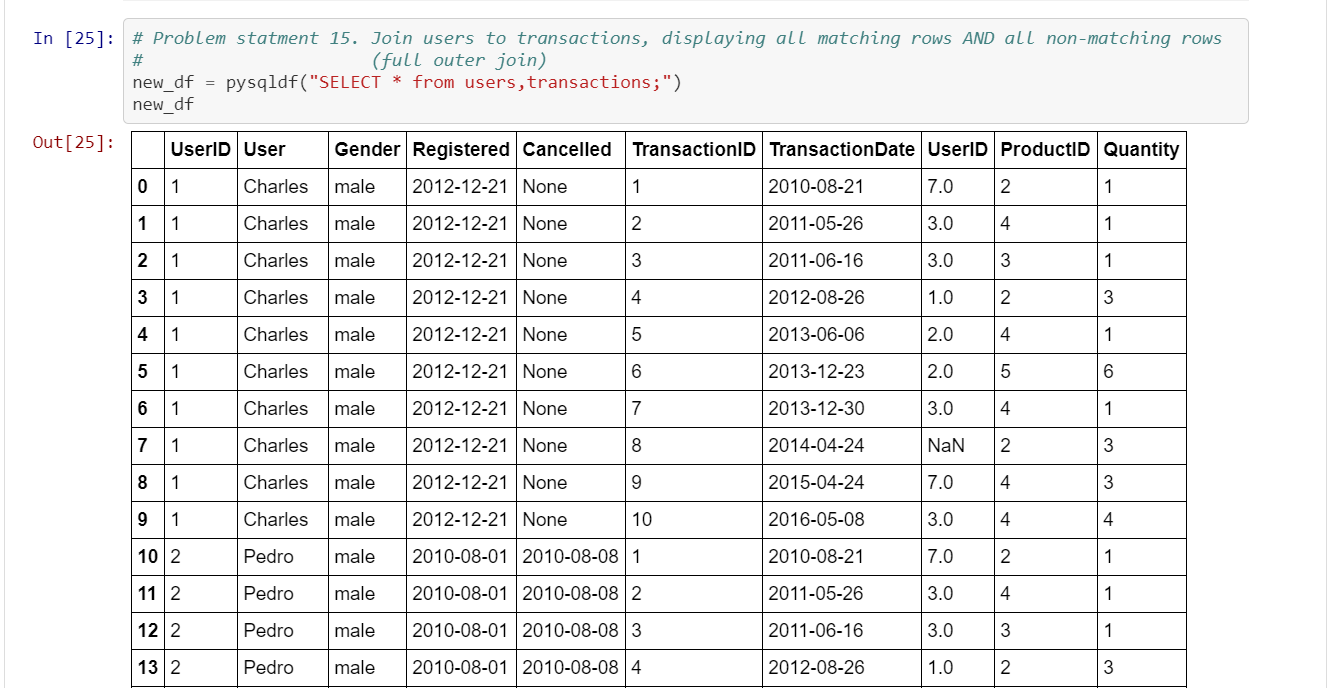 In [25]: # Problem statment 15. Join users to transactions, displaying all matching rows AND all non-matching rows
# (full outer join)
new_df = pysqldf("SELECT * from users,transactions;")
new_df
Out[25]:
UserID User Gender Registered Cancelled TransactionID TransactionDate UserID ProductID Quantity
0 1 Charles male 2012-12-21 None 1 2010-08-21 7.0 2 1
1 1 Charles male 2012-12-21 None 2 2011-05-26 3.0 4 1
2 1 Charles male 2012-12-21 None 3 2011-06-16 3.0 3 1
3 1 Charles male 2012-12-21 None 4 2012-08-26 1.0 2 3
4 1 Charles male 2012-12-21 None 5 2013-06-06 2.0 4 1
5 1 Charles male 2012-12-21 None 6 2013-12-23 2.0 5 6
6 1 Charles male 2012-12-21 None 7 2013-12-30 3.0 4 1
7 1 Charles male 2012-12-21 None 8 2014-04-24 NaN 2 3
8 1 Charles male 2012-12-21 None 9 2015-04-24 7.0 4 3
9 1 Charles male 2012-12-21 None 10 2016-05-08 3.0 4 4
10 2 Pedro male 2010-08-01 2010-08-08 1 2010-08-21 7.0 2 1
11 2 Pedro male 2010-08-01 2010-08-08 2 2011-05-26 3.0 4 1
12 2 Pedro male 2010-08-01 2010-08-08 3 2011-06-16 3.0 3 1
13 2 Pedro male 2010-08-01 2010-08-08 4 2012-08-26 1.0 2 3